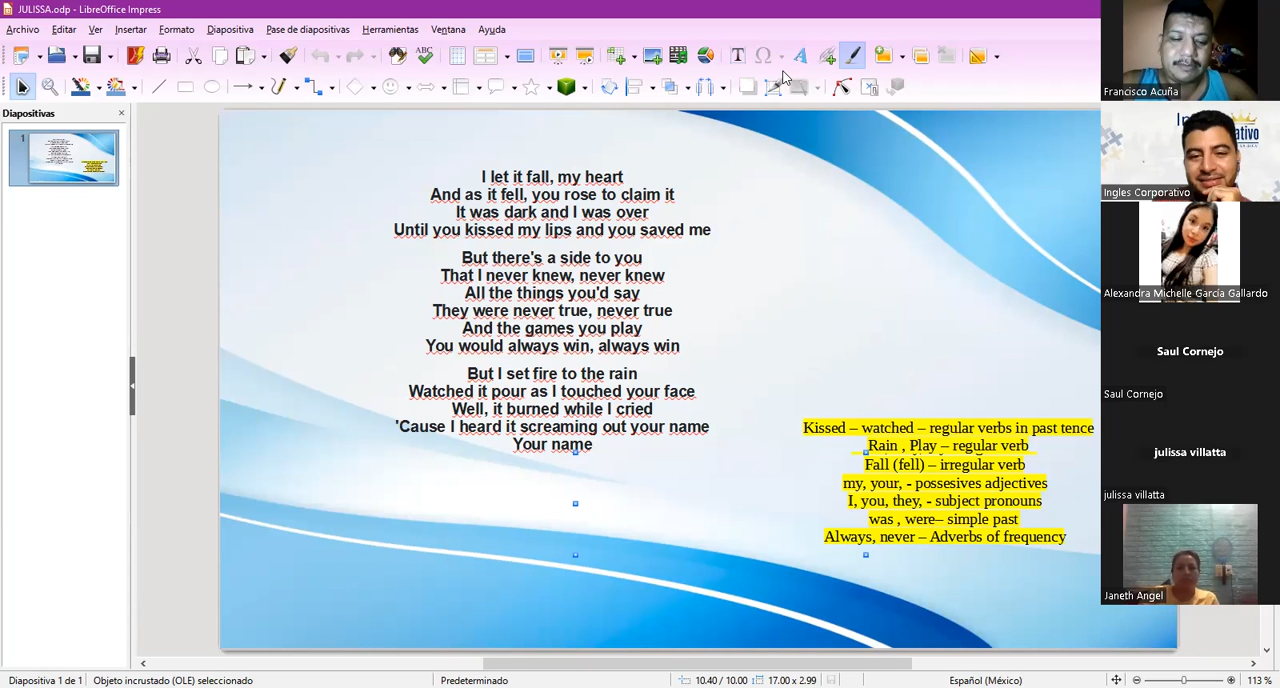 JULISSA.odp - LibreOffice Impress
Archivo Editar Ver Insertar Formato Diapositiva Pase de diapositivas Herramientas Ventana Ayuda
Diapositivas
1
I let it fall, my heart
And as it fell, you rose to claim it
It was dark and I was over
Until you kissed my lips and you saved me
But there's a side to you
That I never knew, never knew
All the things you'd say
They were never true, never true
And the games you play
You would always win, always win
But I set fire to the rain
Watched it pour as I touched your face
Well, it burned while I cried
'Cause I heard it screaming out your name
Your name
Kissed – watched – regular verbs in past tence
Rain , Play – regular verb
Fall (fell) – irregular verb
my, your, - possesives adjectives
I, you, they, - subject pronouns
was , were– simple past
Always, never – Adverbs of frequency
Francisco Acuña
Ingles Corporativo
Alexandra Michelle García Gallardo
Saul Cornejo
Saul Cornejo
julissa villatta
julissa villatta
Janeth Angel
Diapositiva 1 de 1 Objeto incrustado (OLE) seleccionado Predeterminado 10.40 / 10.00 17.00 x 2.99 Español (México) 113 %